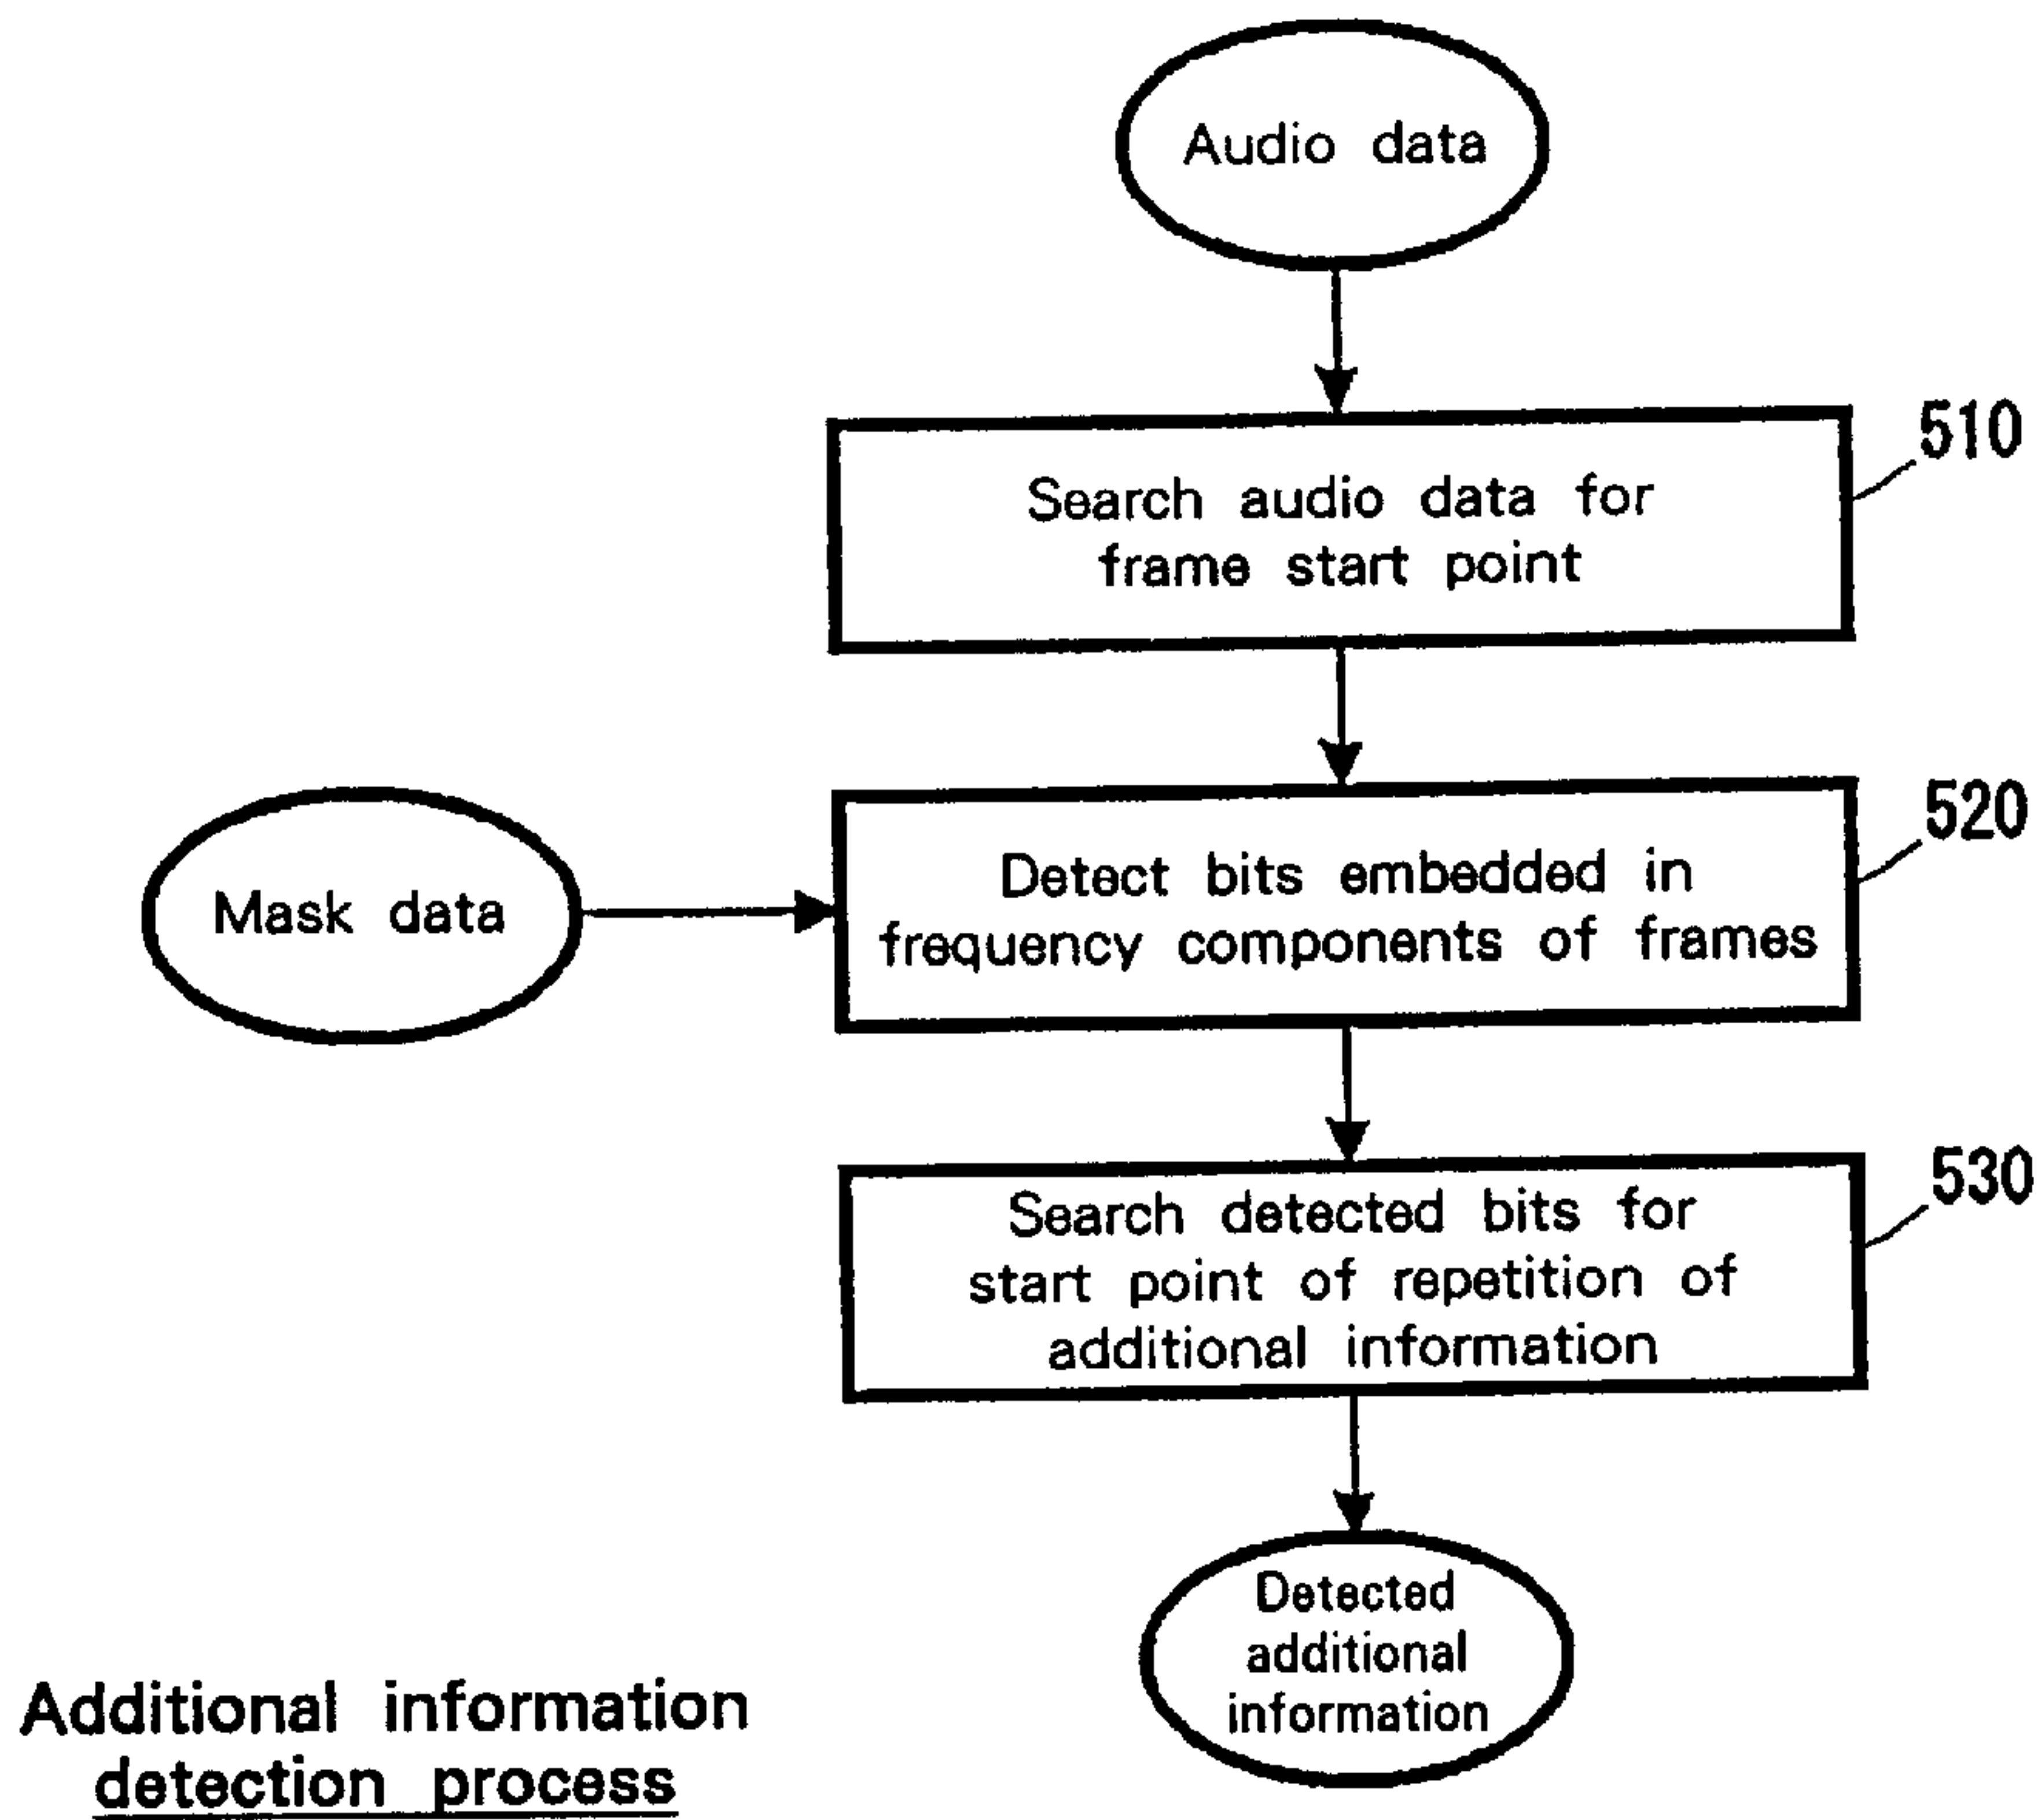 Audio data
510
Search audio data for
frame start point
520
Mask data
Detect bits embedded in
frequency components of frames
530
Search detected bits for
start point of repetition of
additional information
Detected
additional
information
Additional information
detection process